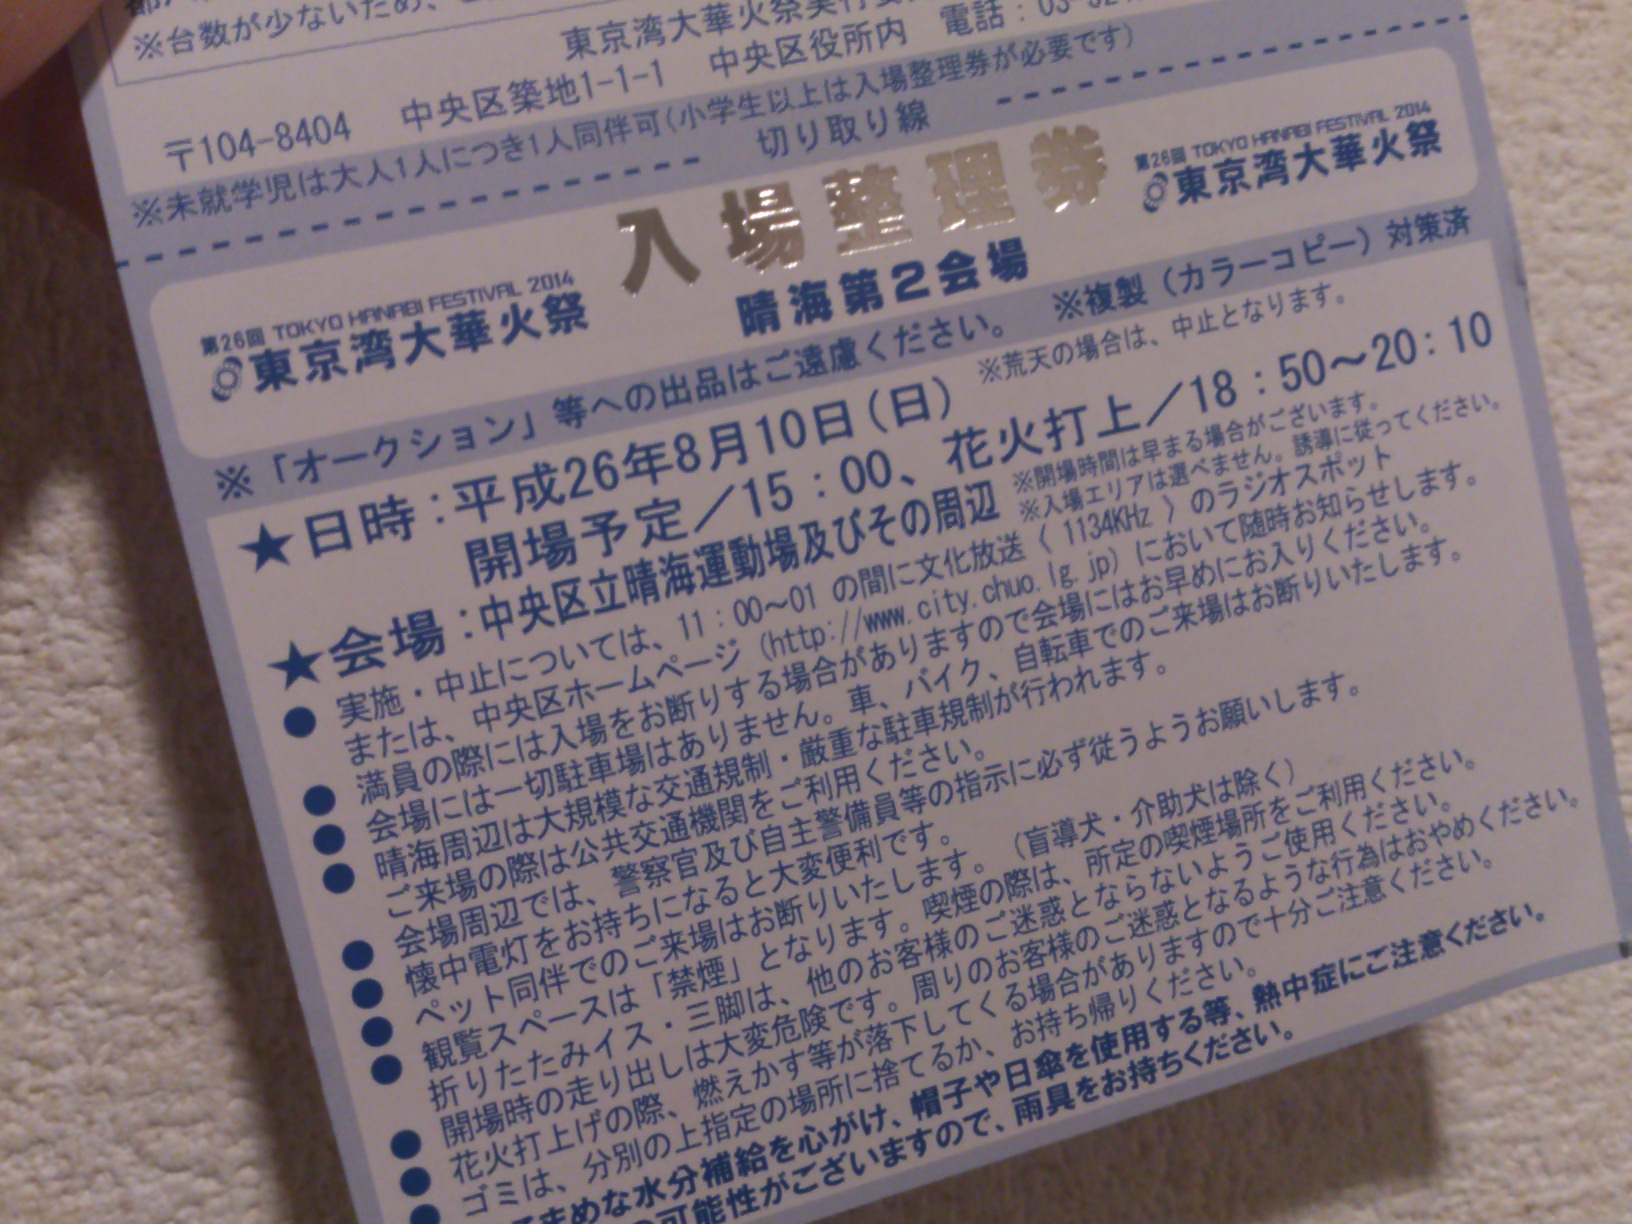 ※台数が少ないため、
東京湾大華火祭実行委
〒104-8404 中央区築地1-1-1 中央区役所内 電話:03-
※未就学児は大人1人につき1人同伴可(小学生以上は入場整理券が必要です)
切り取り線
第26回 TOKYO HANABI FESTIVAL 2014
東京湾大華火祭
入場整理券
晴海第2会場
第26回 TOKYO HANABI FESTIVAL 2014
東京湾大華火祭
※「オークション」等への出品はご遠慮ください。 ※複製(カラーコピー)対策済
★日時:平成26年8月10日(日) ※荒天の場合は、中止となります。
開場予定/15:00、花火打上/18:50~20:10
※開場時間は早まる場合がございます。
★会場:中央区立晴海運動場及びその周辺 ※入場エリアは選べません。誘導に従ってください。
●実施・中止については、11:00~01 の間に文化放送〈 1134KHz 〉のラジオスポット
または、中央区ホームページ(http://www.city.chuo.lg.jp)において随時お知らせします。
●満員の際には入場をお断りする場合がありますので会場にはお早めにお入りください。
●会場には一切駐車場はありません。車、バイク、自転車でのご来場はお断りいたします。
●晴海周辺は大規模な交通規制・厳重な駐車規制が行われます。
ご来場の際は公共交通機関をご利用ください。
●会場周辺では、警察官及び自主警備員等の指示に必ず従うようお願いします。
●懐中電灯をお持ちになると大変便利です。
●ペット同伴でのご来場はお断りいたします。(盲導犬・介助犬は除く)
●観覧スペースは「禁煙」となります。喫煙の際は、所定の喫煙場所をご利用ください。
折りたたみイス・三脚は、他のお客様のご迷惑とならないようご使用ください。
●開場時の走り出しは大変危険です。周りのお客様のご迷惑となるような行為はおやめください。
●花火打上げの際、燃えかす等が落下してくる場合がありますので十分ご注意ください。
●ゴミは、分別の上指定の場所に捨てるか、お持ち帰りください。
まめな水分補給を心がけ、帽子や日傘を使用する等、熱中症にご注意ください。
の可能性がございますので、雨具をお持ちください。